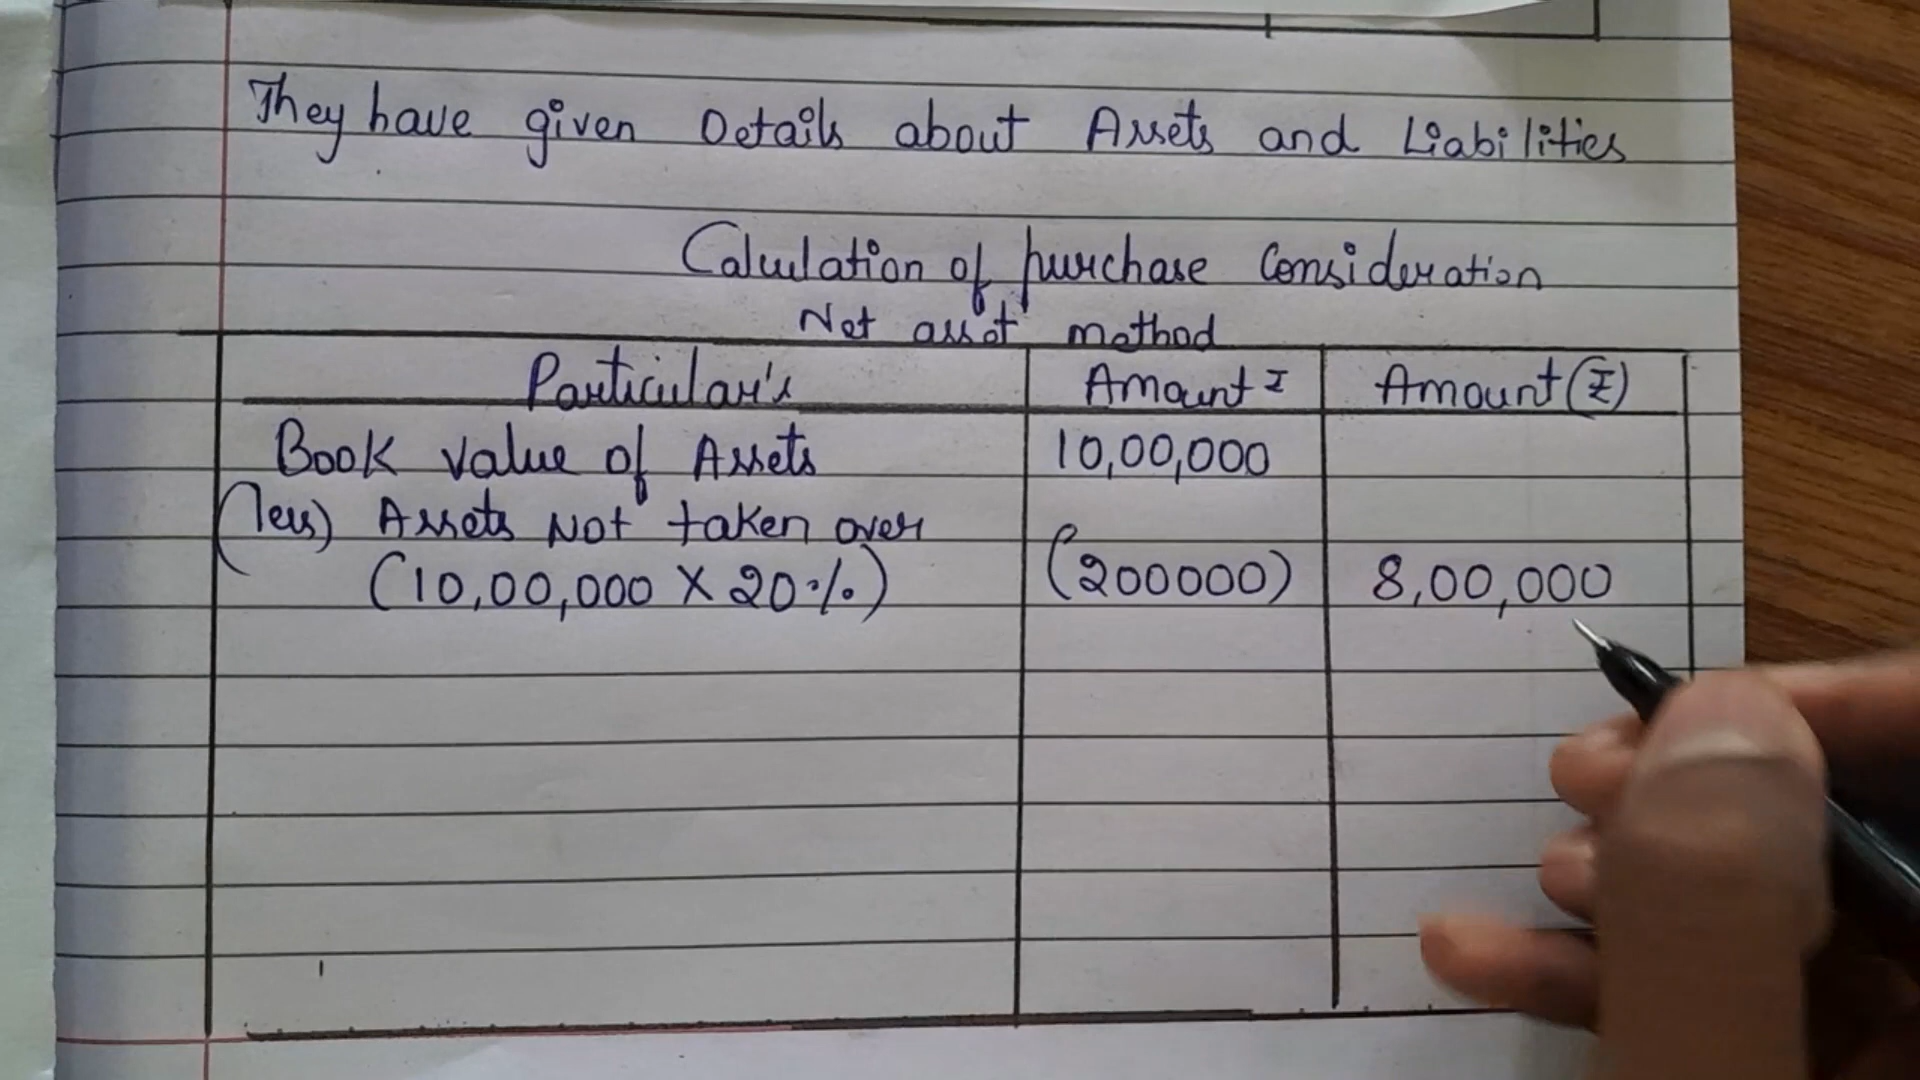 They have given Details about Assets and Liabilities
Calculation of purchase Consideration
Net asset method
Particular's Amount ₹ Amount (₹)
Book value of Assets 10,00,000
(less) Assets Not taken over
(10,00,000 X 20%) (200000) 8,00,000